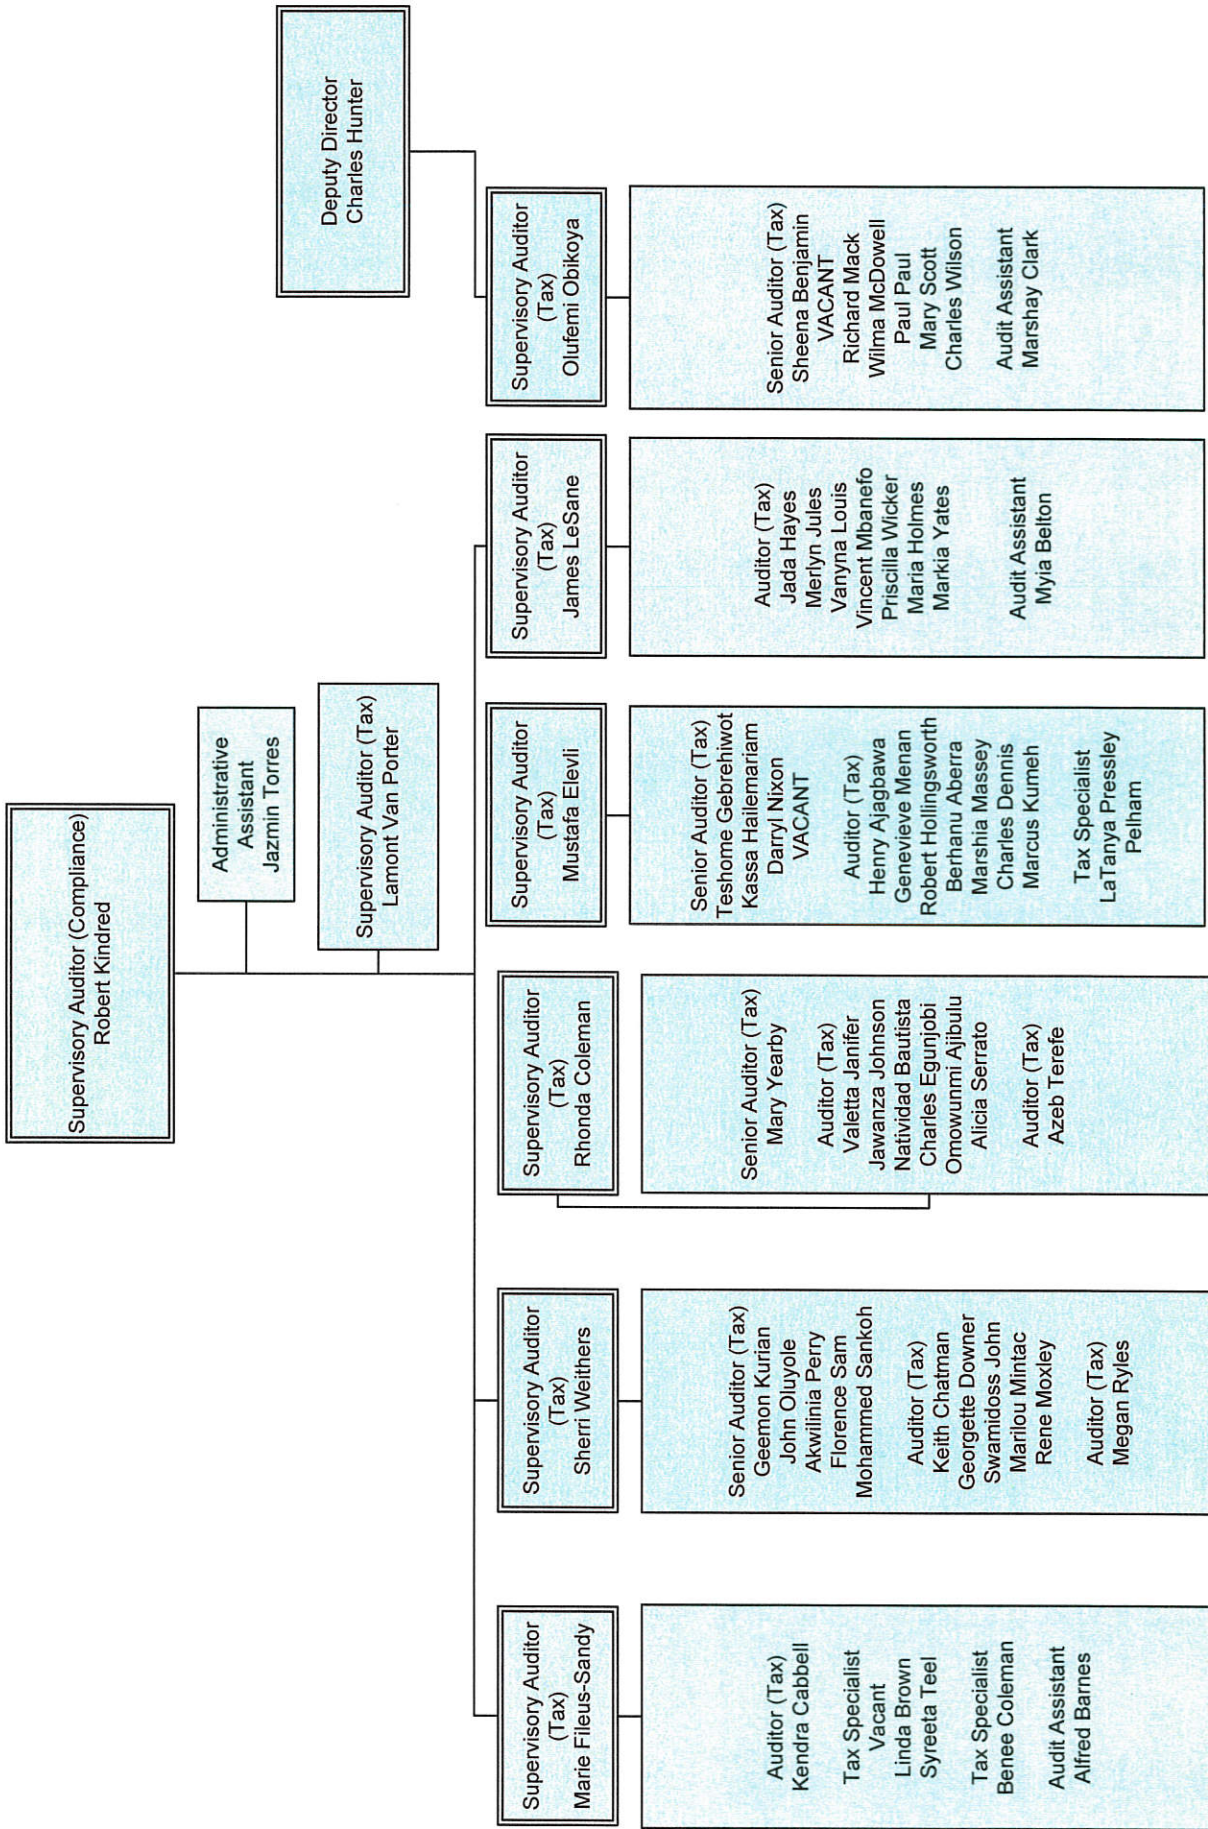 Supervisory Auditor (Compliance)
Robert Kindred
Administrative
Assistant
Jazmin Torres
Supervisory Auditor (Tax)
Lamont Van Porter
Deputy Director
Charles Hunter
Supervisory Auditor
(Tax)
Marie Fileus-Sandy
Auditor (Tax)
Kendra Cabbell
Tax Specialist
Vacant
Linda Brown
Syreeta Teel
Tax Specialist
Benee Coleman
Audit Assistant
Alfred Barnes
Supervisory Auditor
(Tax)
Sherri Weithers
Senior Auditor (Tax)
Geemon Kurian
John Oluyole
Akwilinia Perry
Florence Sam
Mohammed Sankoh
Auditor (Tax)
Keith Chatman
Georgette Downer
Swamidoss John
Marilou Mintac
Rene Moxley
Auditor (Tax)
Megan Ryles
Supervisory Auditor
(Tax)
Rhonda Coleman
Senior Auditor (Tax)
Mary Yearby
Auditor (Tax)
Valetta Janifer
Jawanza Johnson
Natividad Bautista
Charles Egunjobi
Omowunmi Ajibulu
Alicia Serrato
Auditor (Tax)
Azeb Terefe
Supervisory Auditor
(Tax)
Mustafa Elevli
Senior Auditor (Tax)
Teshome Gebrehiwot
Kassa Hailemariam
Darryl Nixon
VACANT
Auditor (Tax)
Henry Ajagbawa
Genevieve Menan
Robert Hollingsworth
Berhanu Aberra
Marshia Massey
Charles Dennis
Marcus Kumeh
Tax Specialist
LaTanya Pressley
Pelham
Supervisory Auditor
(Tax)
James LeSane
Auditor (Tax)
Jada Hayes
Merlyn Jules
Vanyna Louis
Vincent Mbanefo
Priscilla Wicker
Maria Holmes
Markia Yates
Audit Assistant
Myia Belton
Supervisory Auditor
(Tax)
Olufemi Obikoya
Senior Auditor (Tax)
Sheena Benjamin
VACANT
Richard Mack
Wilma McDowell
Paul Paul
Mary Scott
Charles Wilson
Audit Assistant
Marshay Clark